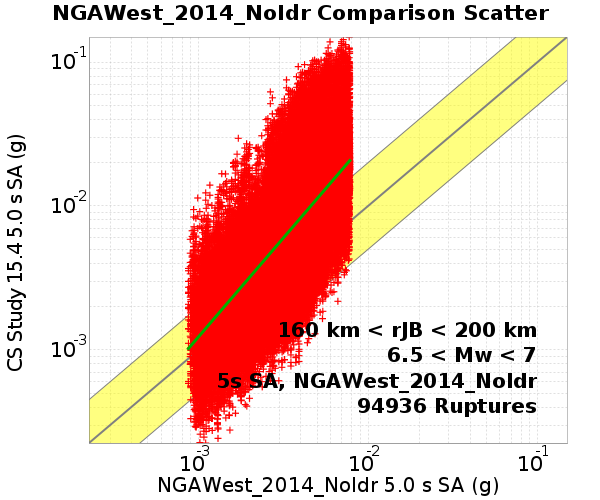 NGAWest_2014_NoIdr Comparison Scatter
CS Study 15.4 5.0 s SA (g)
10-1
10-2
10-3
160 km < rJB < 200 km
6.5 < Mw < 7
5s SA, NGAWest_2014_NoIdr
94936 Ruptures
10-3 10-2 10-1
NGAWest_2014_NoIdr 5.0 s SA (g)